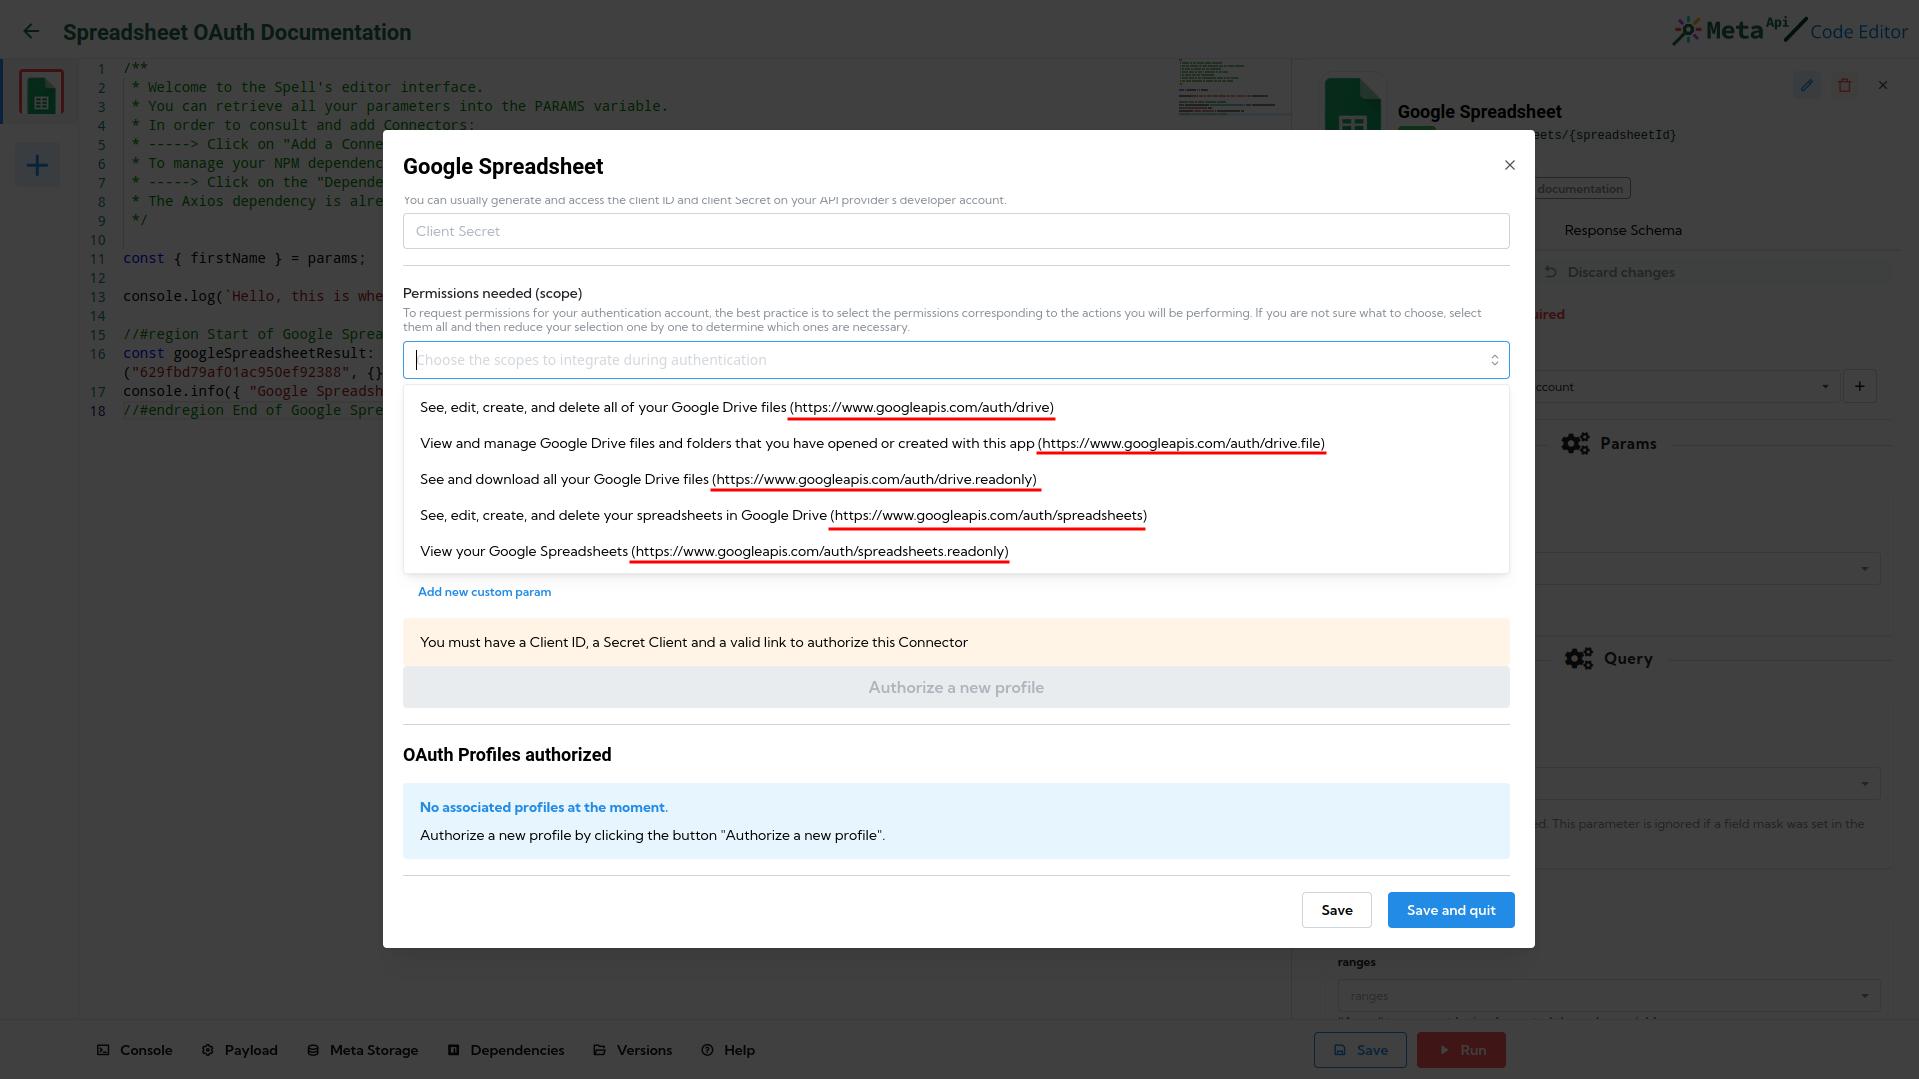 Spreadsheet OAuth Documentation
MetaApi Code Editor
1 /**
2 * Welcome to the Spell's editor interface.
3 * You can retrieve all your parameters into the PARAMS variable.
4 * In order to consult and add Connectors:
5 * -----> Click on "Add a Conne
6 * To manage your NPM dependenc
7 * -----> Click on the "Depende
8 * The Axios dependency is alre
9 */
10
11 const { firstName } = params;
12
13 console.log(`Hello, this is whe
14
15 //#region Start of Google Sprea
16 const googleSpreadsheetResult:
("629fbd79af01ac950ef92388", {}
17 console.info({ "Google Spreadsh
18 //#endregion End of Google Spre
Google Spreadsheet
eets/{spreadsheetId}
documentation
Response Schema
Discard changes
uired
ccount
Params
Query
ed. This parameter is ignored if a field mask was set in the
ranges
ranges
Google Spreadsheet
You can usually generate and access the client ID and client Secret on your API provider's developer account.
Client Secret
Permissions needed (scope)
To request permissions for your authentication account, the best practice is to select the permissions corresponding to the actions you will be performing. If you are not sure what to choose, select
them all and then reduce your selection one by one to determine which ones are necessary.
Choose the scopes to integrate during authentication
See, edit, create, and delete all of your Google Drive files (https://www.googleapis.com/auth/drive)
View and manage Google Drive files and folders that you have opened or created with this app (https://www.googleapis.com/auth/drive.file)
See and download all your Google Drive files (https://www.googleapis.com/auth/drive.readonly)
See, edit, create, and delete your spreadsheets in Google Drive (https://www.googleapis.com/auth/spreadsheets)
View your Google Spreadsheets (https://www.googleapis.com/auth/spreadsheets.readonly)
Add new custom param
You must have a Client ID, a Secret Client and a valid link to authorize this Connector
Authorize a new profile
OAuth Profiles authorized
No associated profiles at the moment.
Authorize a new profile by clicking the button "Authorize a new profile".
Save
Save and quit
Console
Payload
Meta Storage
Dependencies
Versions
Help
Save
Run